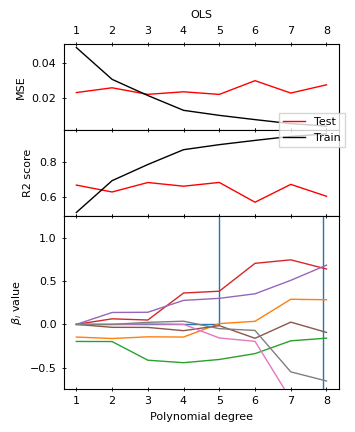 OLS
1 2 3 4 5 6 7 8
MSE
0.04
0.02
Test
Train
R2 score
0.8
0.6
βᵢ value
1.0
0.5
0.0
−0.5
1 2 3 4 5 6 7 8
Polynomial degree